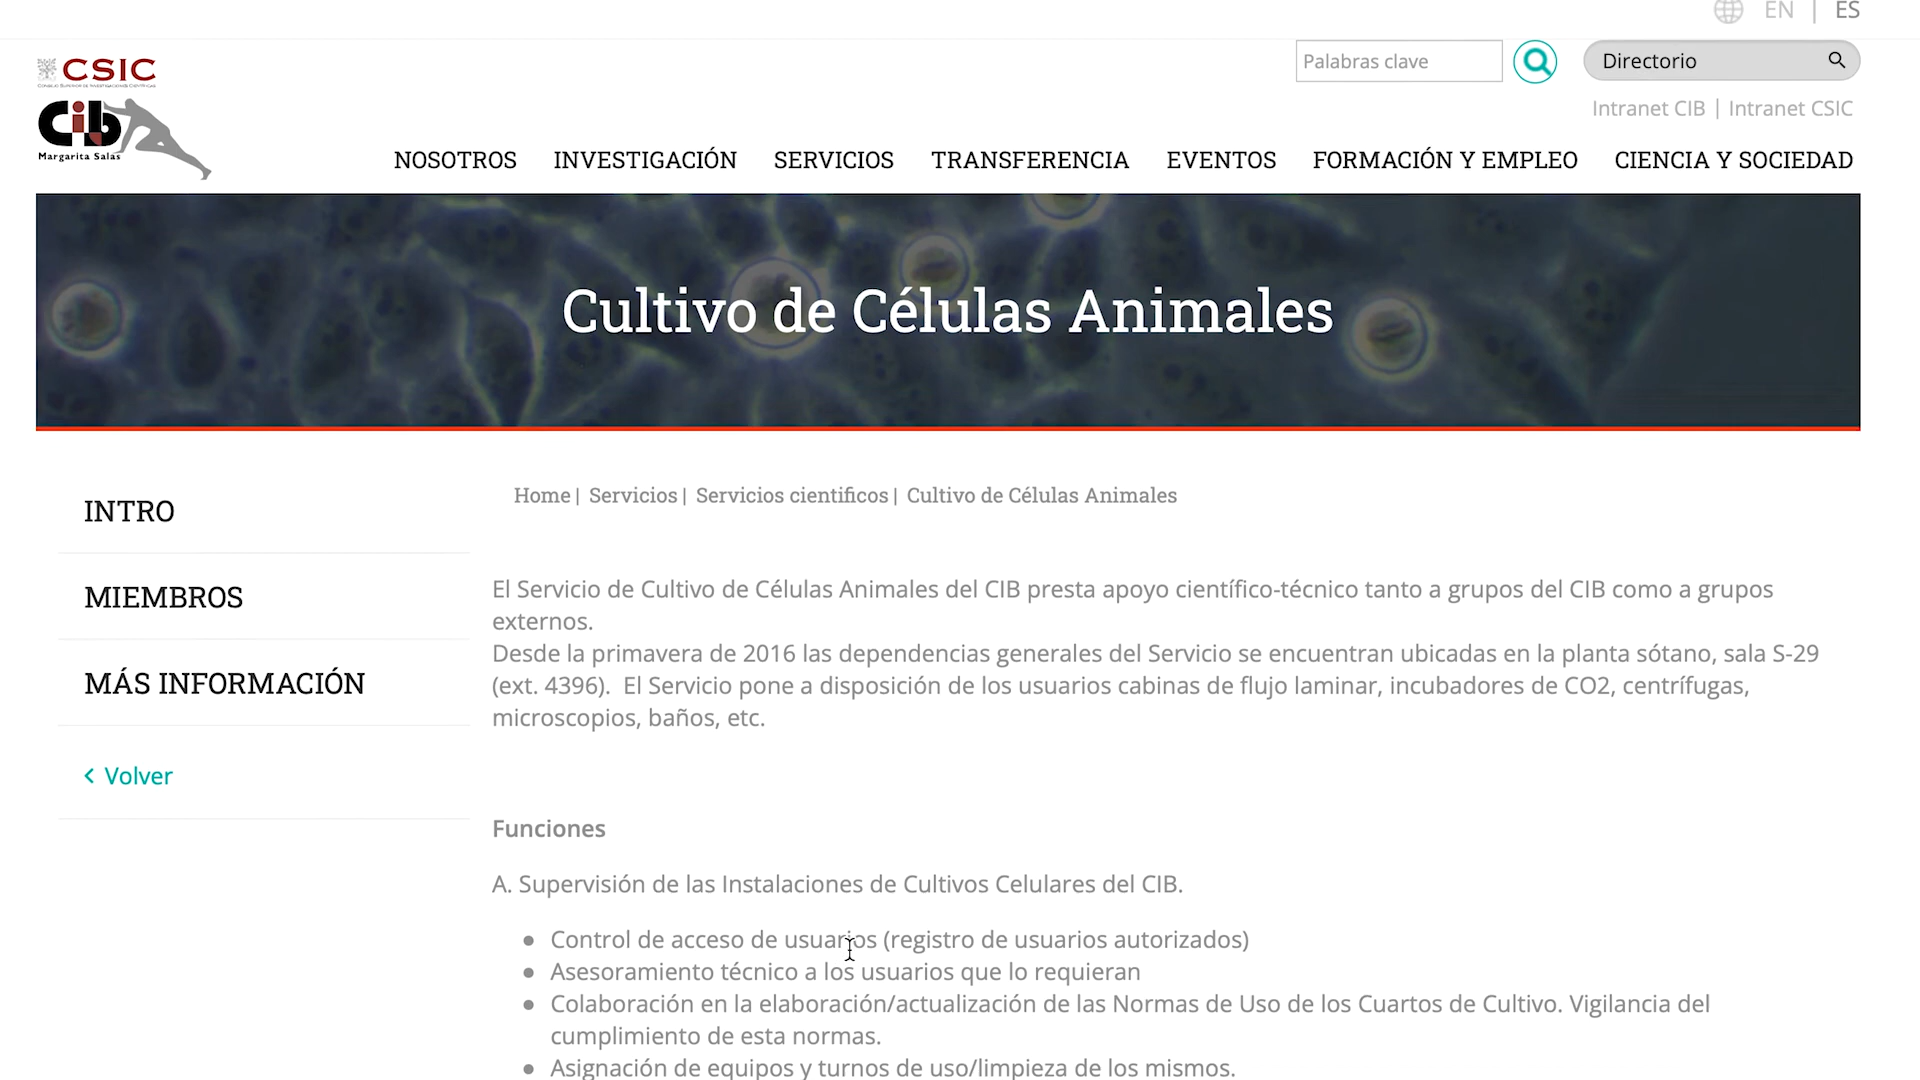 EN | ES
CSIC
Cib
Margarita Salas
Palabras clave
Directorio
Intranet CIB | Intranet CSIC
NOSOTROS INVESTIGACIÓN SERVICIOS TRANSFERENCIA EVENTOS FORMACIÓN Y EMPLEO CIENCIA Y SOCIEDAD
Cultivo de Células Animales
INTRO
MIEMBROS
MÁS INFORMACIÓN
< Volver
Home | Servicios | Servicios cientificos | Cultivo de Células Animales
El Servicio de Cultivo de Células Animales del CIB presta apoyo científico-técnico tanto a grupos del CIB como a grupos
externos.
Desde la primavera de 2016 las dependencias generales del Servicio se encuentran ubicadas en la planta sótano, sala S-29
(ext. 4396). El Servicio pone a disposición de los usuarios cabinas de flujo laminar, incubadores de CO2, centrífugas,
microscopios, baños, etc.
Funciones
A. Supervisión de las Instalaciones de Cultivos Celulares del CIB.
● Control de acceso de usuarios (registro de usuarios autorizados)
● Asesoramiento técnico a los usuarios que lo requieran
● Colaboración en la elaboración/actualización de las Normas de Uso de los Cuartos de Cultivo. Vigilancia del
cumplimiento de esta normas.
● Asignación de equipos y turnos de uso/limpieza de los mismos.